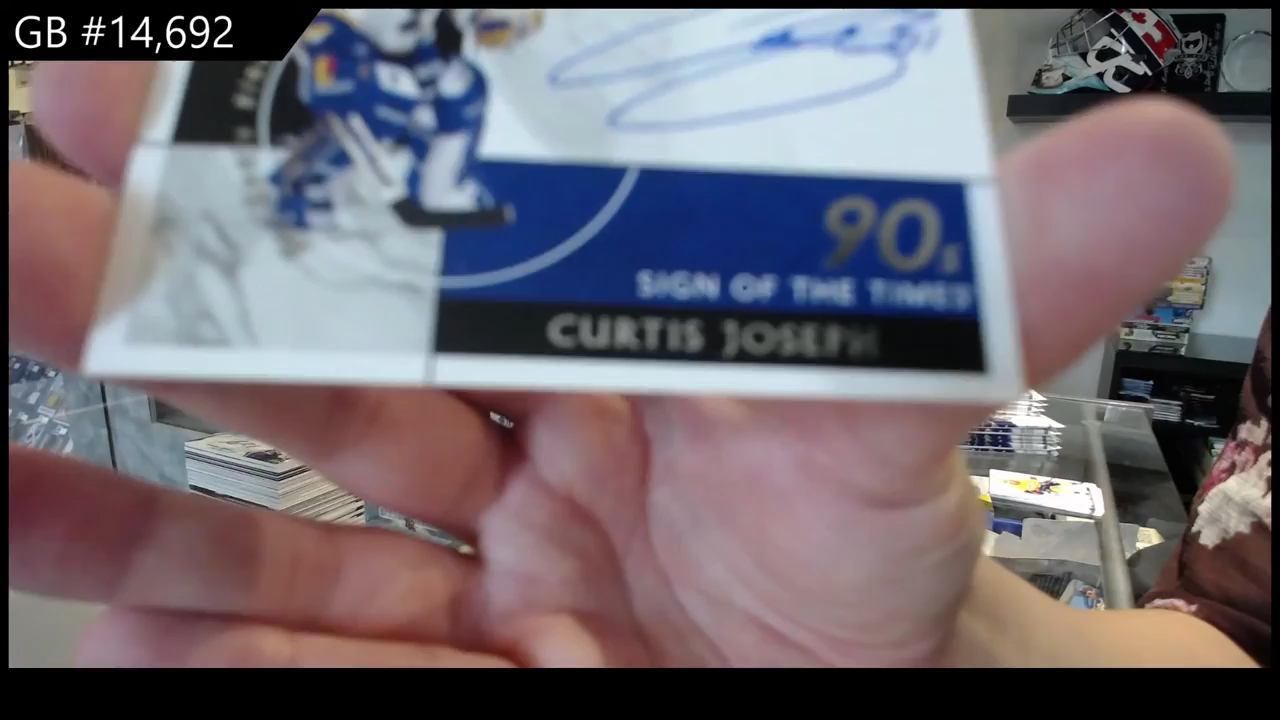 GB #14,692
90s
SIGN OF THE TIMES
CURTIS JOSEPH